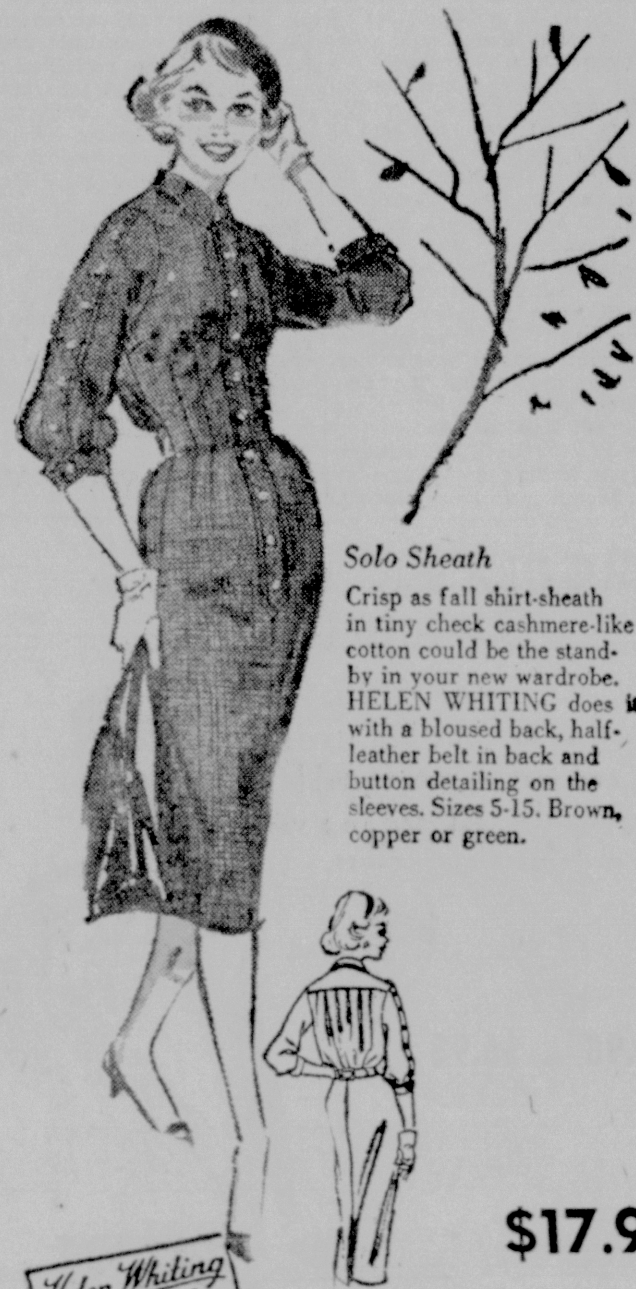 Solo Sheath
Crisp as fall shirt-sheath
in tiny check cashmere-like
cotton could be the stand-
by in your new wardrobe.
HELEN WHITING does
with a bloused back, half-
leather belt in back and
button detailing on the
sleeves. Sizes 5-15. Brown,
copper or green.
$17.9
Helen Whiting